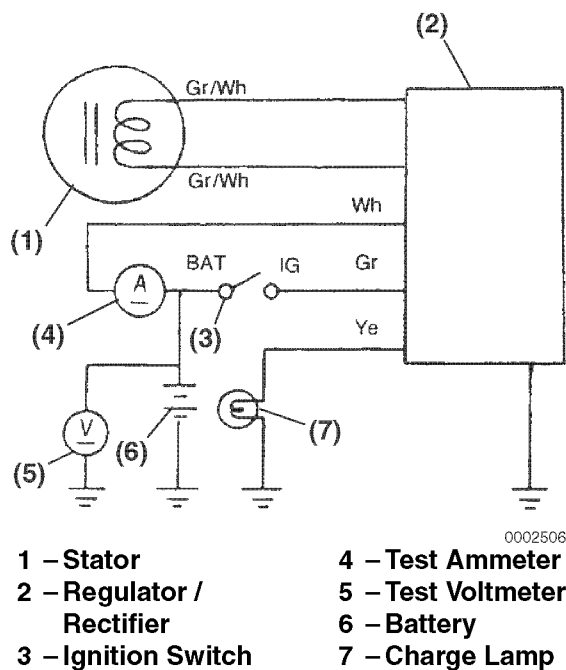 (2)
Gr/Wh
Gr/Wh
Wh
(1)
BAT
IG
Gr
A
(4)
(3)
Ye
V
(5)
(6)
(7)
0002506
1 – Stator
2 – Regulator /
Rectifier
3 – Ignition Switch
4 – Test Ammeter
5 – Test Voltmeter
6 – Battery
7 – Charge Lamp